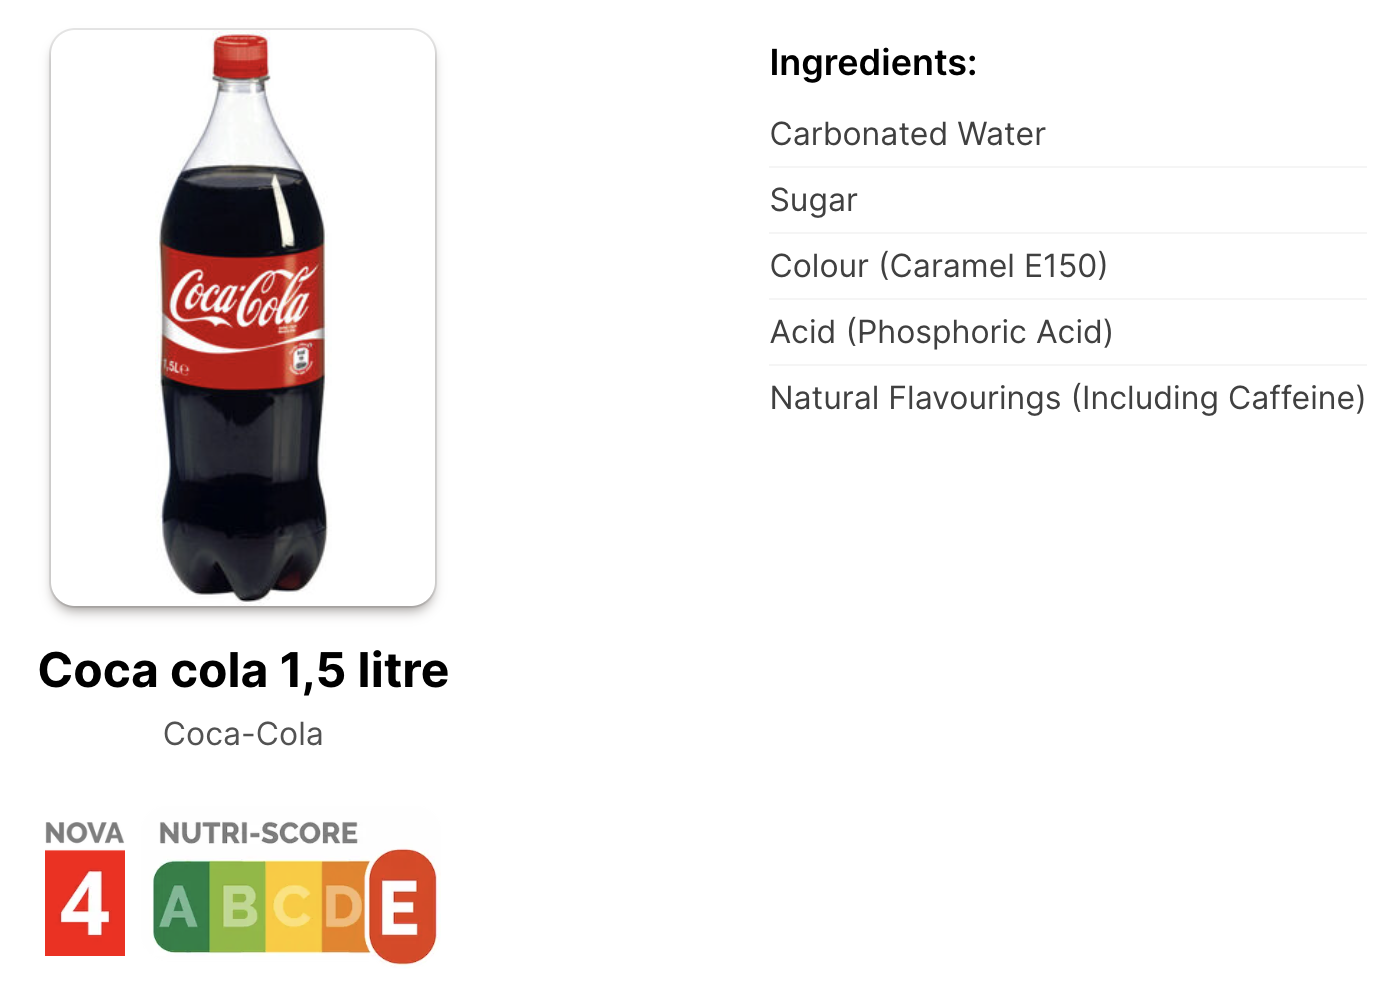 Coca-Cola
1,5L℮
Coca cola 1,5 litre
Coca-Cola
NOVA
4
NUTRI-SCORE
A B C D E
Ingredients:
Carbonated Water
Sugar
Colour (Caramel E150)
Acid (Phosphoric Acid)
Natural Flavourings (Including Caffeine)